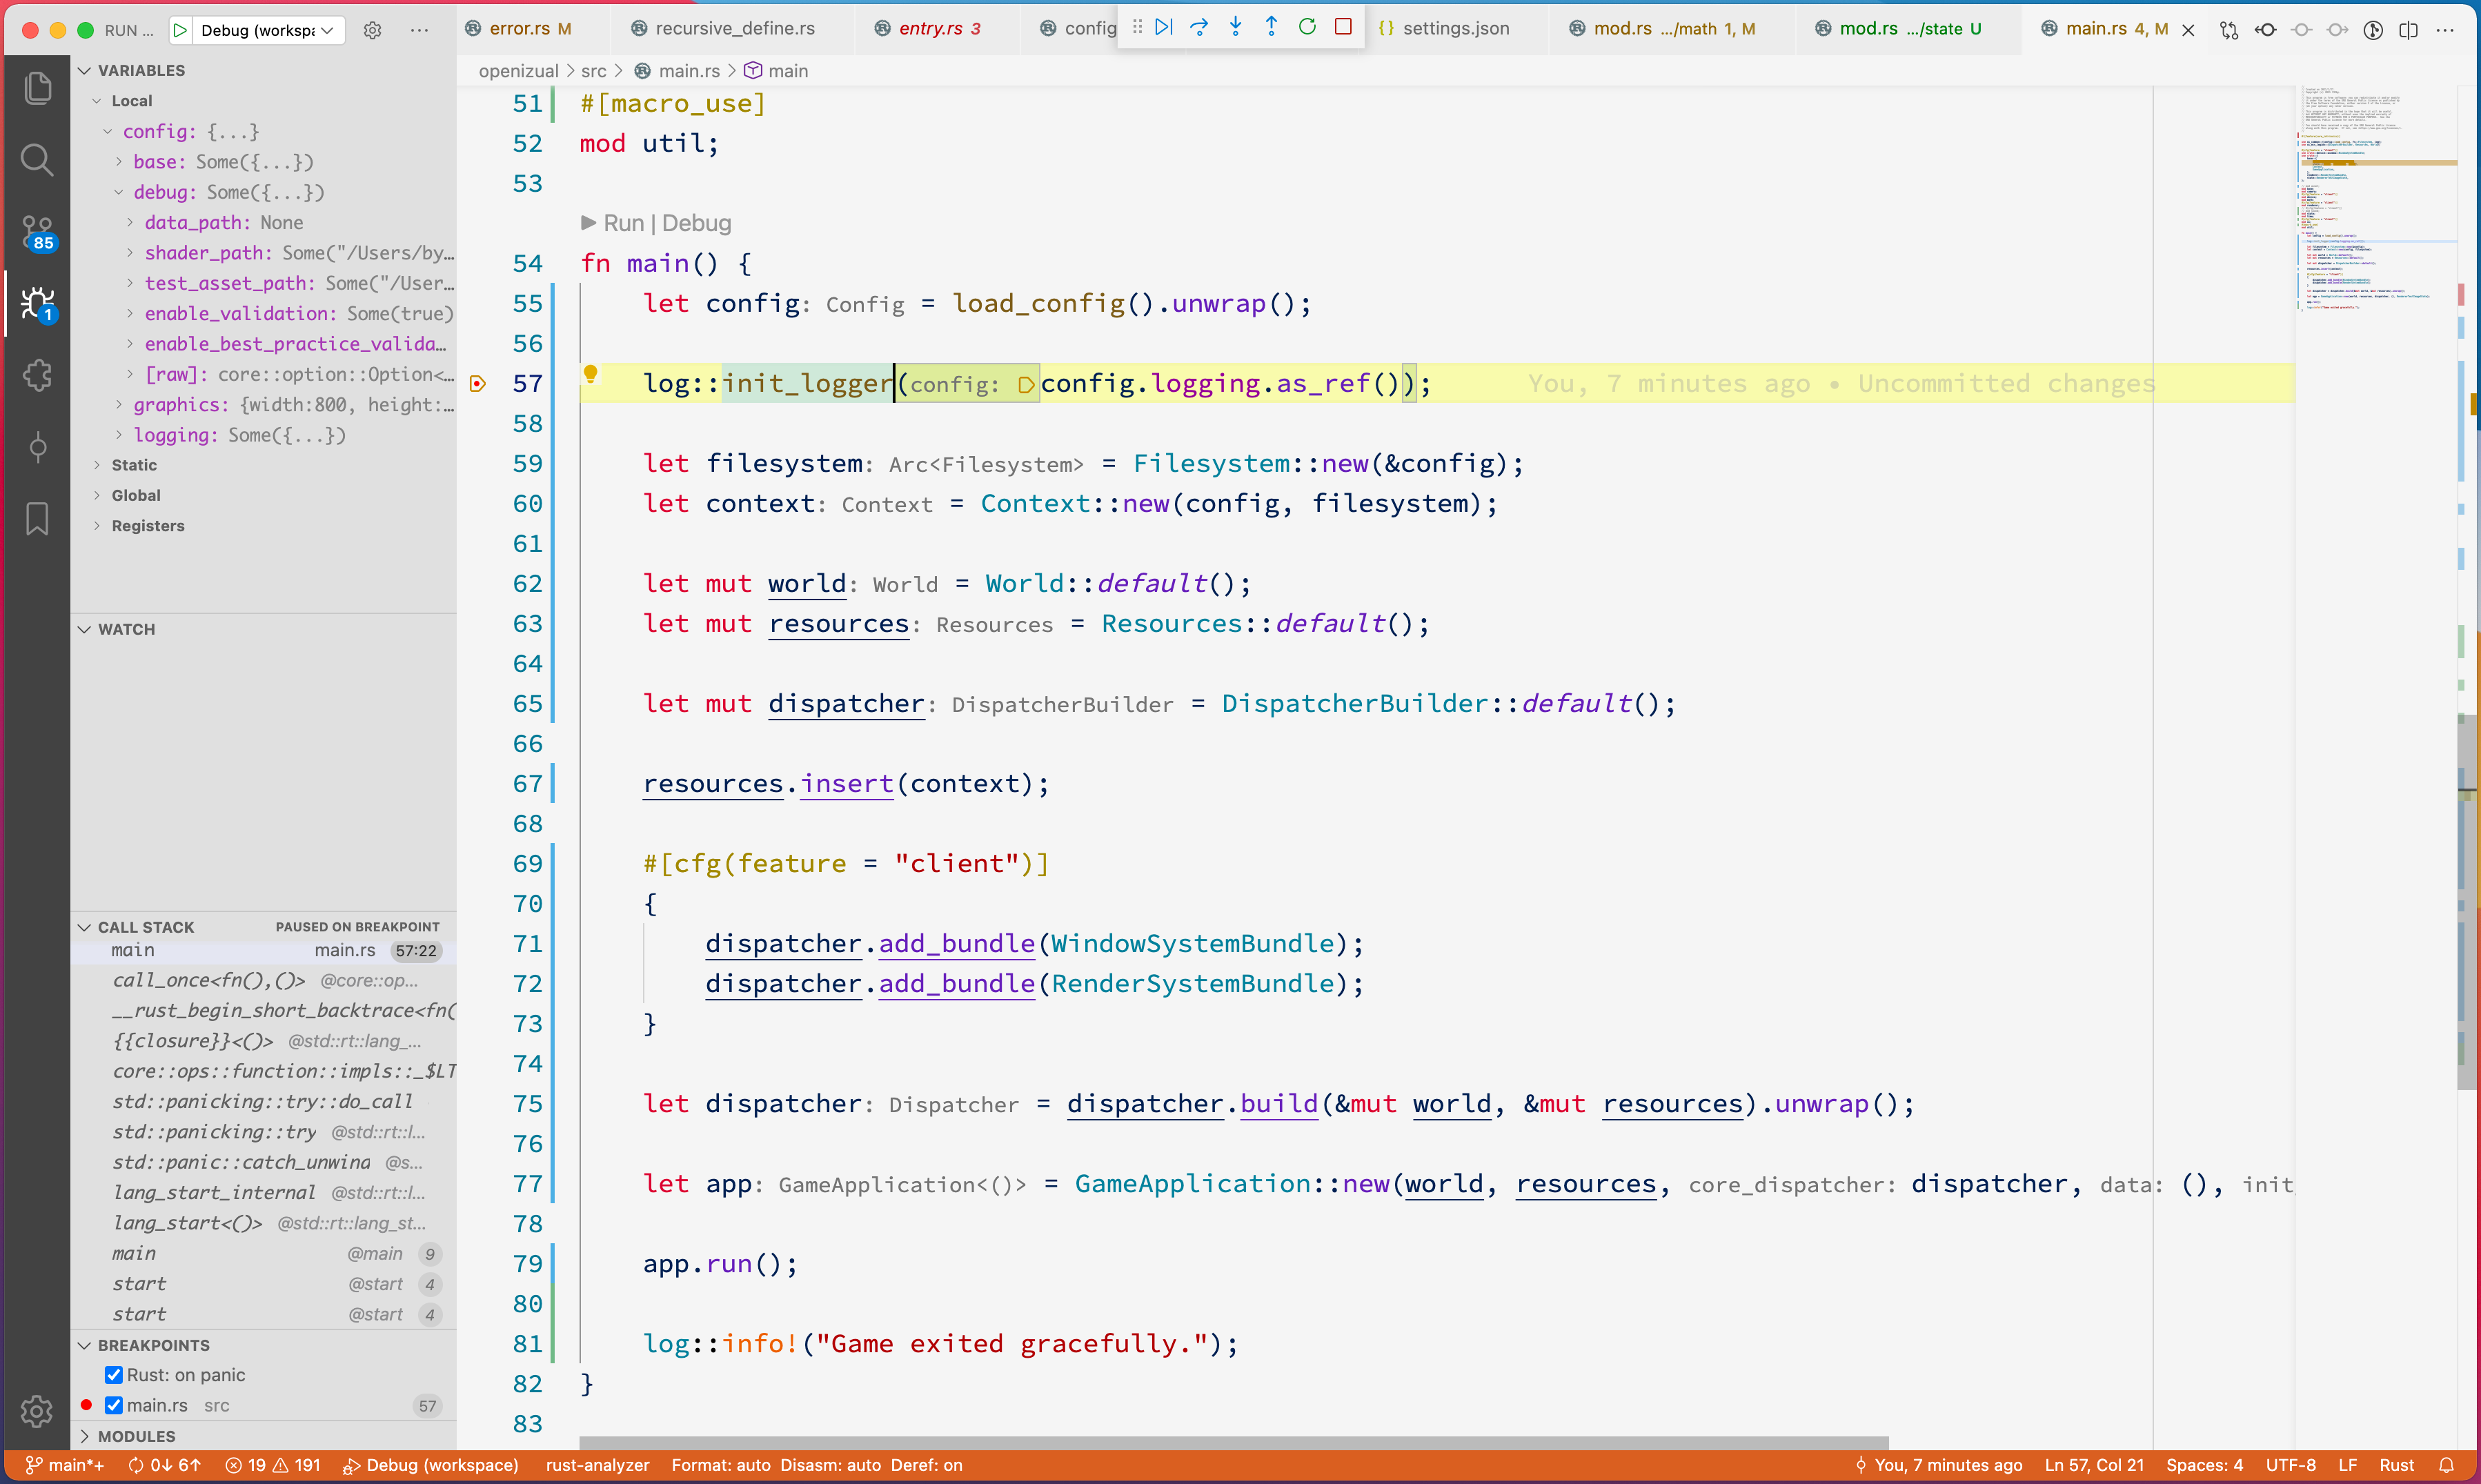 RUN ... Debug (workspa
error.rs M recursive_define.rs entry.rs 3 config settings.json mod.rs .../math 1, M mod.rs .../state U main.rs 4, M
openizual > src > main.rs > main
VARIABLES
Local
config: {...}
base: Some({...})
debug: Some({...})
data_path: None
shader_path: Some("/Users/by...
test_asset_path: Some("/User...
enable_validation: Some(true)
enable_best_practice_valida...
[raw]: core::option::Option<...
graphics: {width:800, height:...
logging: Some({...})
Static
Global
Registers
WATCH
CALL STACK PAUSED ON BREAKPOINT
main main.rs 57:22
call_once<fn(),()> @core::op...
__rust_begin_short_backtrace<fn(
{{closure}}<()> @std::rt::lang_...
core::ops::function::impls::_$LT
std::panicking::try::do_call
std::panicking::try @std::rt::l...
std::panic::catch_unwind @s...
lang_start_internal @std::rt::l...
lang_start<()> @std::rt::lang_st...
main @main 9
start @start 4
start @start 4
BREAKPOINTS
Rust: on panic
main.rs src 57
MODULES
51 #[macro_use]
52 mod util;
53
Run | Debug
54 fn main() {
55 let config: Config = load_config().unwrap();
56
57 log::init_logger(config: config.logging.as_ref()); You, 7 minutes ago • Uncommitted changes
58
59 let filesystem: Arc<Filesystem> = Filesystem::new(&config);
60 let context: Context = Context::new(config, filesystem);
61
62 let mut world: World = World::default();
63 let mut resources: Resources = Resources::default();
64
65 let mut dispatcher: DispatcherBuilder = DispatcherBuilder::default();
66
67 resources.insert(context);
68
69 #[cfg(feature = "client")]
70 {
71 dispatcher.add_bundle(WindowSystemBundle);
72 dispatcher.add_bundle(RenderSystemBundle);
73 }
74
75 let dispatcher: Dispatcher = dispatcher.build(&mut world, &mut resources).unwrap();
76
77 let app: GameApplication<()> = GameApplication::new(world, resources, core_dispatcher: dispatcher, data: (), init
78
79 app.run();
80
81 log::info!("Game exited gracefully.");
82 }
83
85
1
main*+ 0↓ 6↑ 19 191 Debug (workspace) rust-analyzer Format: auto Disasm: auto Deref: on You, 7 minutes ago Ln 57, Col 21 Spaces: 4 UTF-8 LF Rust